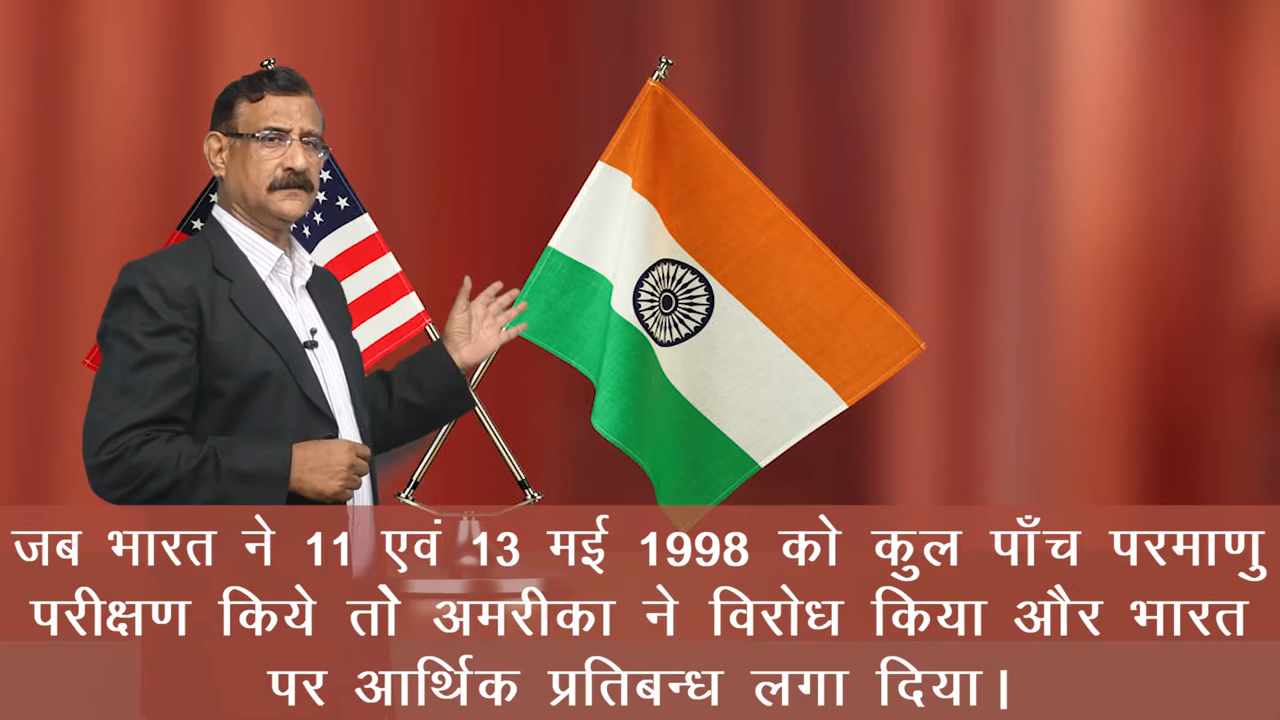 जब भारत ने 11 एवं 13 मई 1998 को कुल पाँच परमाणु
परीक्षण किये तो अमरीका ने विरोध किया और भारत
पर आर्थिक प्रतिबन्ध लगा दिया।